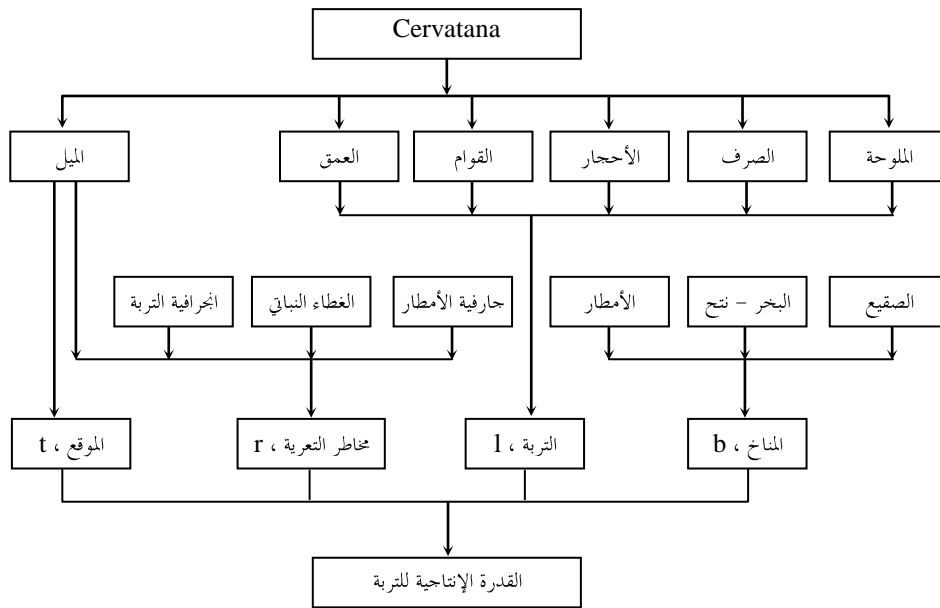 Cervatana
الملوحة
الصرف
الأحجار
القوام
العمق
الميل
الصقيع
البخر – نتح
الأمطار
جارفية الأمطار
الغطاء النباتي
انجرافية التربة
المناخ ، b
التربة ، l
مخاطر التعرية ، r
الموقع ، t
القدرة الإنتاجية للتربة